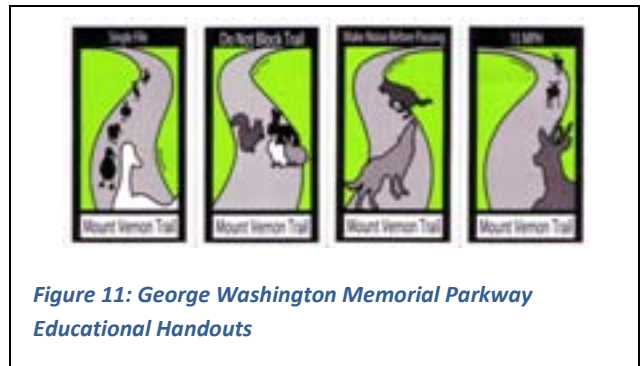 Single File
Do Not Block Trail
Make Noise Before Passing
15 MPH
Mount Vernon Trail
Mount Vernon Trail
Mount Vernon Trail
Mount Vernon Trail
Figure 11: George Washington Memorial Parkway
Educational Handouts